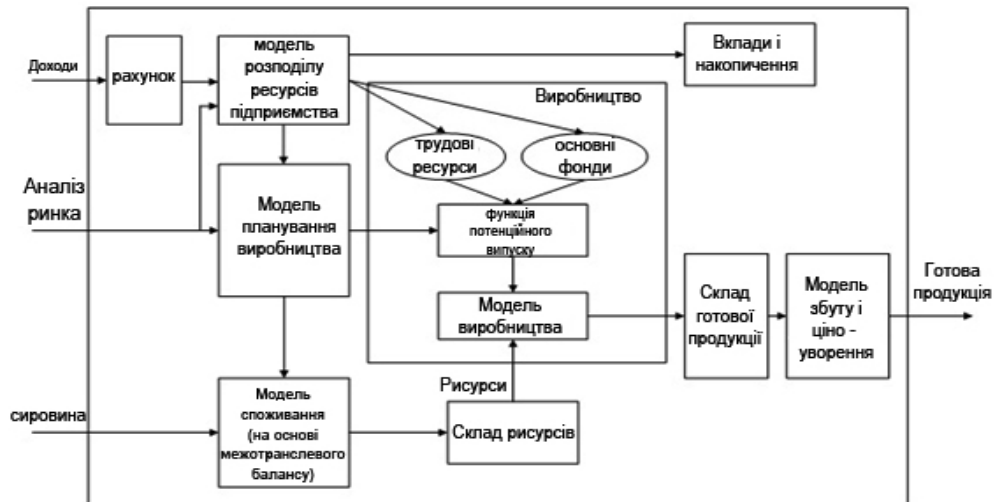 Доходи
рахунок
модель
розподілу
ресурсів
підприємства
Вклади і
накопичення
Виробництво
трудові
ресурси
основні
фонди
Аналіз
ринка
Модель
планування
виробництва
функція
потенційного
випуску
Модель
виробництва
Склад
готової
продукції
Модель
збуту і
ціно -
уворення
Готова
продукція
Рисурси
сировина
Модель
споживання
(на основі
межотранслевого
балансу)
Склад рисурсів